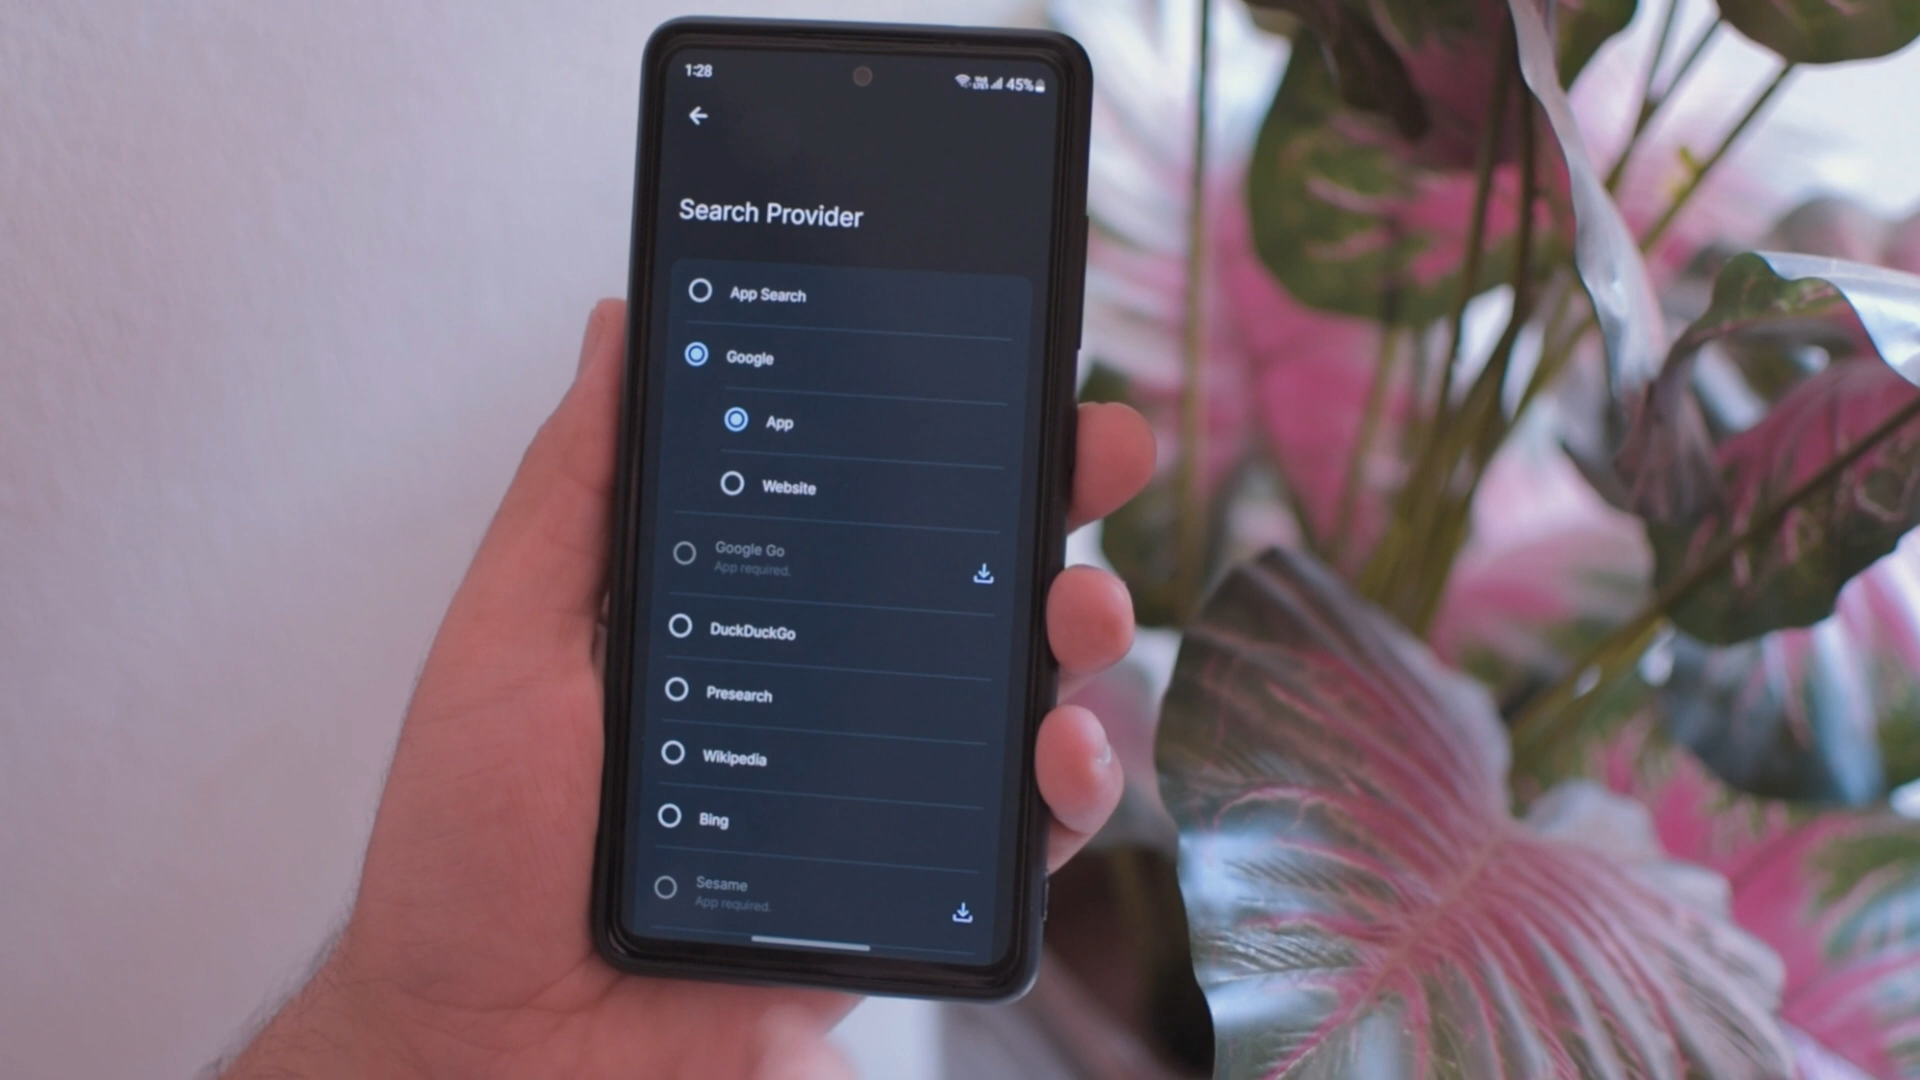 1:28
45%
Search Provider
App Search
Google
App
Website
Google Go
App required.
DuckDuckGo
Presearch
Wikipedia
Bing
Sesame
App required.